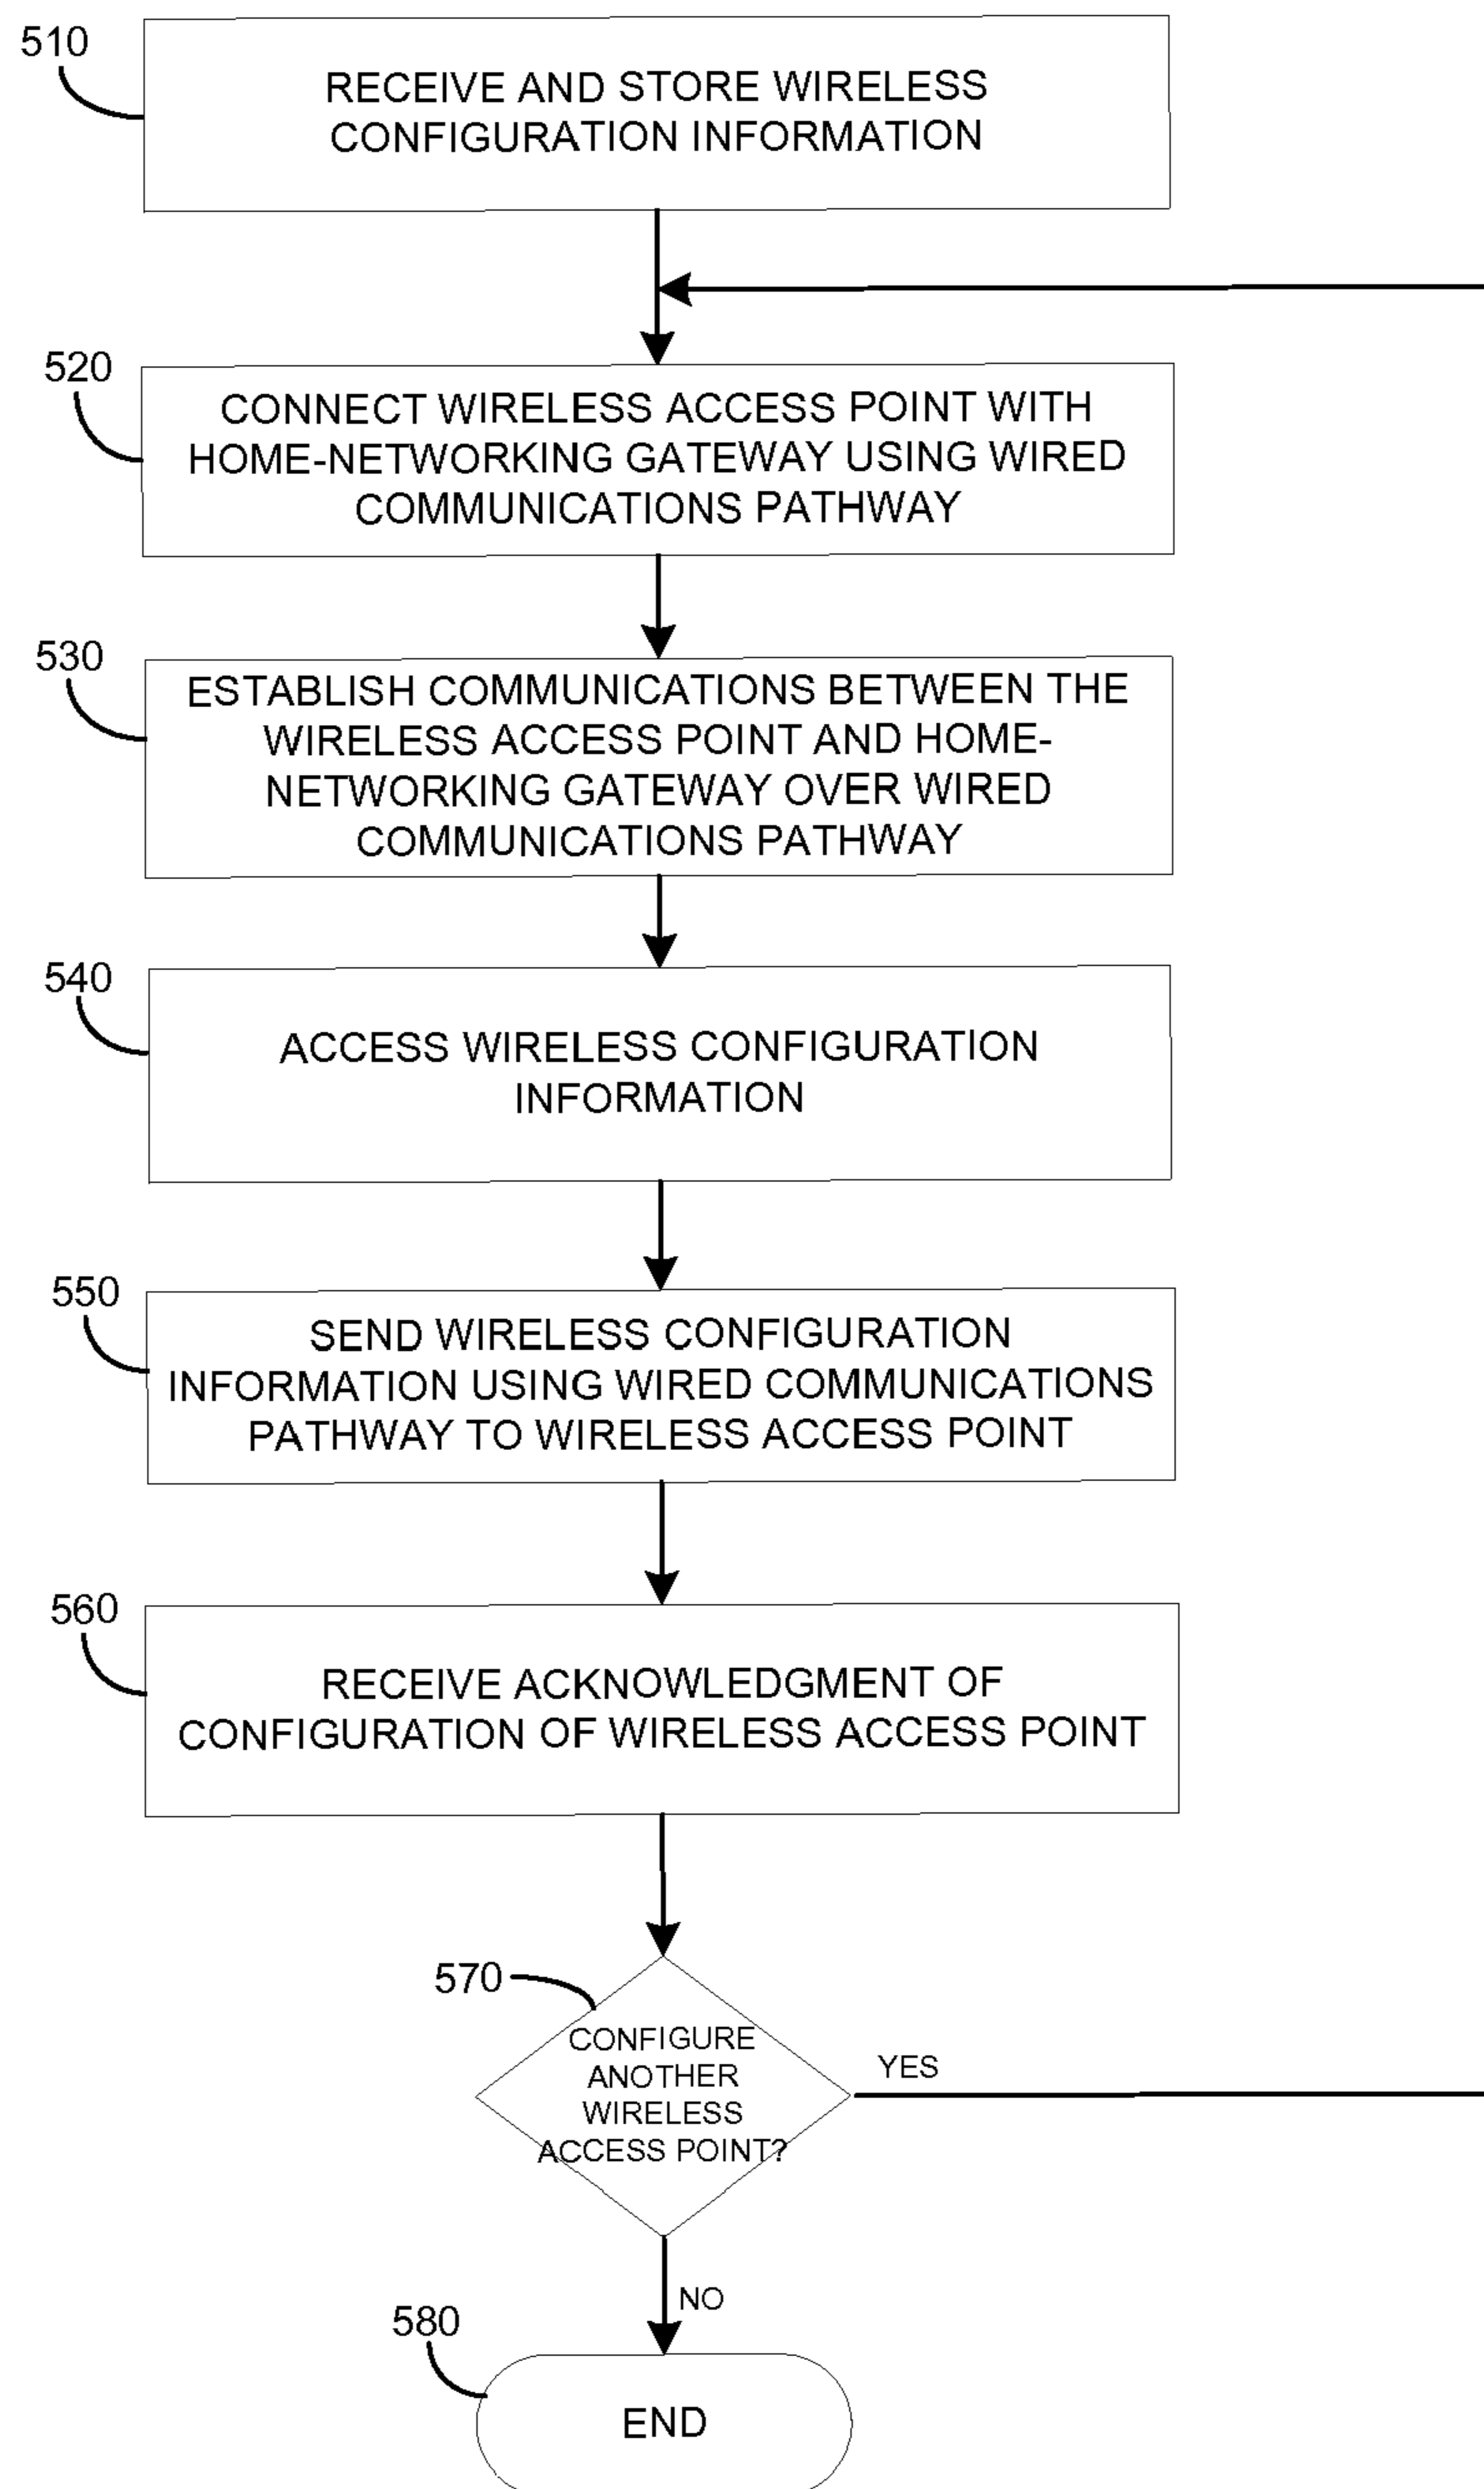 510
RECEIVE AND STORE WIRELESS
CONFIGURATION INFORMATION
520
CONNECT WIRELESS ACCESS POINT WITH
HOME-NETWORKING GATEWAY USING WIRED
COMMUNICATIONS PATHWAY
530
ESTABLISH COMMUNICATIONS BETWEEN THE
WIRELESS ACCESS POINT AND HOME-
NETWORKING GATEWAY OVER WIRED
COMMUNICATIONS PATHWAY
540
ACCESS WIRELESS CONFIGURATION
INFORMATION
550
SEND WIRELESS CONFIGURATION
INFORMATION USING WIRED COMMUNICATIONS
PATHWAY TO WIRELESS ACCESS POINT
560
RECEIVE ACKNOWLEDGMENT OF
CONFIGURATION OF WIRELESS ACCESS POINT
570
CONFIGURE
ANOTHER
WIRELESS
ACCESS POINT?
YES
NO
580
END